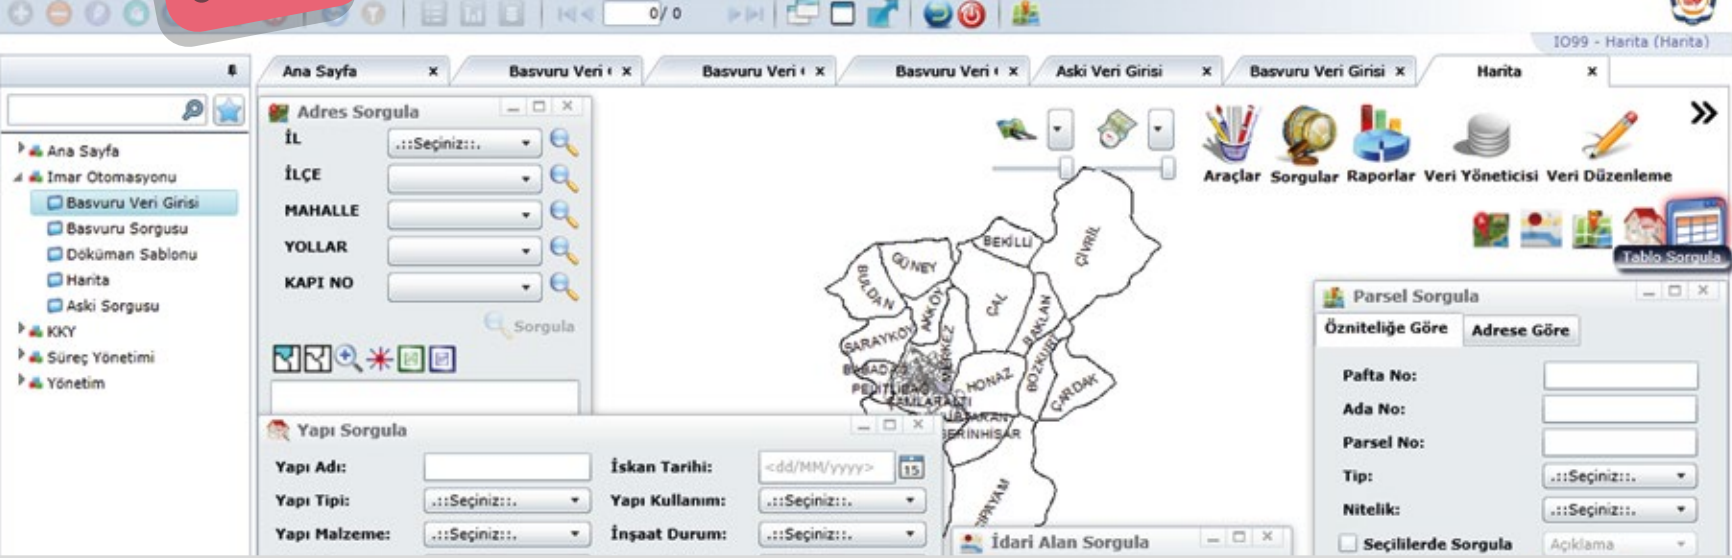 0/ 0
IO99 - Harita (Harita)
Ana Sayfa x
Basvuru Veri x
Basvuru Veri x
Basvuru Veri x
Aski Veri Girisi x
Basvuru Veri Girisi x
Harita x
Ana Sayfa
Imar Otomasyonu
Basvuru Veri Girisi
Basvuru Sorgusu
Döküman Sablonu
Harita
Aski Sorgusu
KKY
Süreç Yönetimi
Yönetim
Adres Sorgula
İL .::Seçiniz::.
İLÇE
MAHALLE
YOLLAR
KAPI NO
Sorgula
Araçlar Sorgular Raporlar Veri Yöneticisi Veri Düzenleme
Tablo Sorgula
BEKİLLİ
ÇİVRİL
GÜNEY
BULDAN
ÇAL
AKKÖY
BAKLAN
SARAYKÖY
MERKEZ
BOZKURT
HONAZ
ÇARDAK
SERİNHİSAR
Yapı Sorgula
Yapı Adı: İskan Tarihi: <dd/MM/yyyy> 15
Yapı Tipi: .::Seçiniz::. Yapı Kullanım: .::Seçiniz::.
Yapı Malzeme: .::Seçiniz::. İnşaat Durum: .::Seçiniz::.
İdari Alan Sorgula
Parsel Sorgula
Özniteliğe Göre Adrese Göre
Pafta No:
Ada No:
Parsel No:
Tip: .::Seçiniz::.
Nitelik: .::Seçiniz::.
Seçililerde Sorgula Açıklama